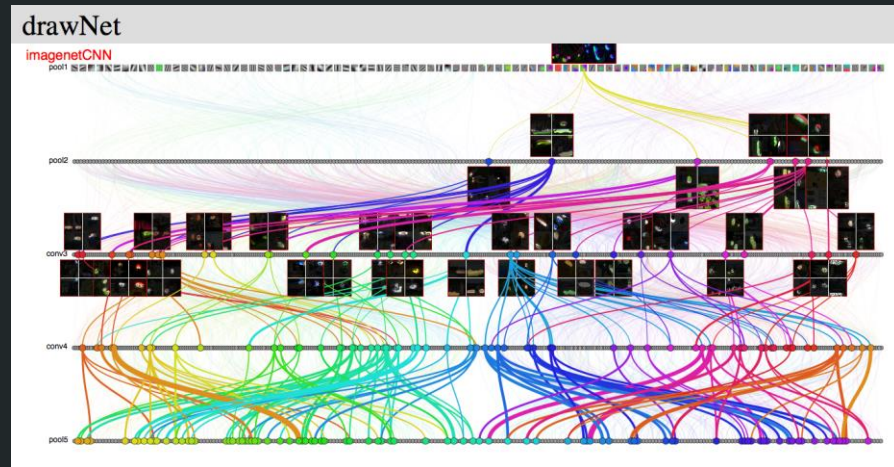 drawNet
imagenetCNN
pool1
pool2
conv3
conv4
pool5